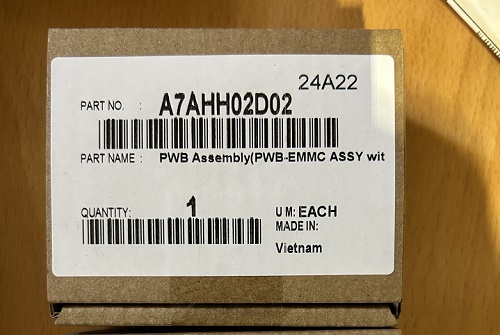 24A22
PART NO. : A7AHH02D02
PART NAME : PWB Assembly(PWB-EMMC ASSY wit
QUANTITY: 1
U M: EACH
MADE IN:
Vietnam